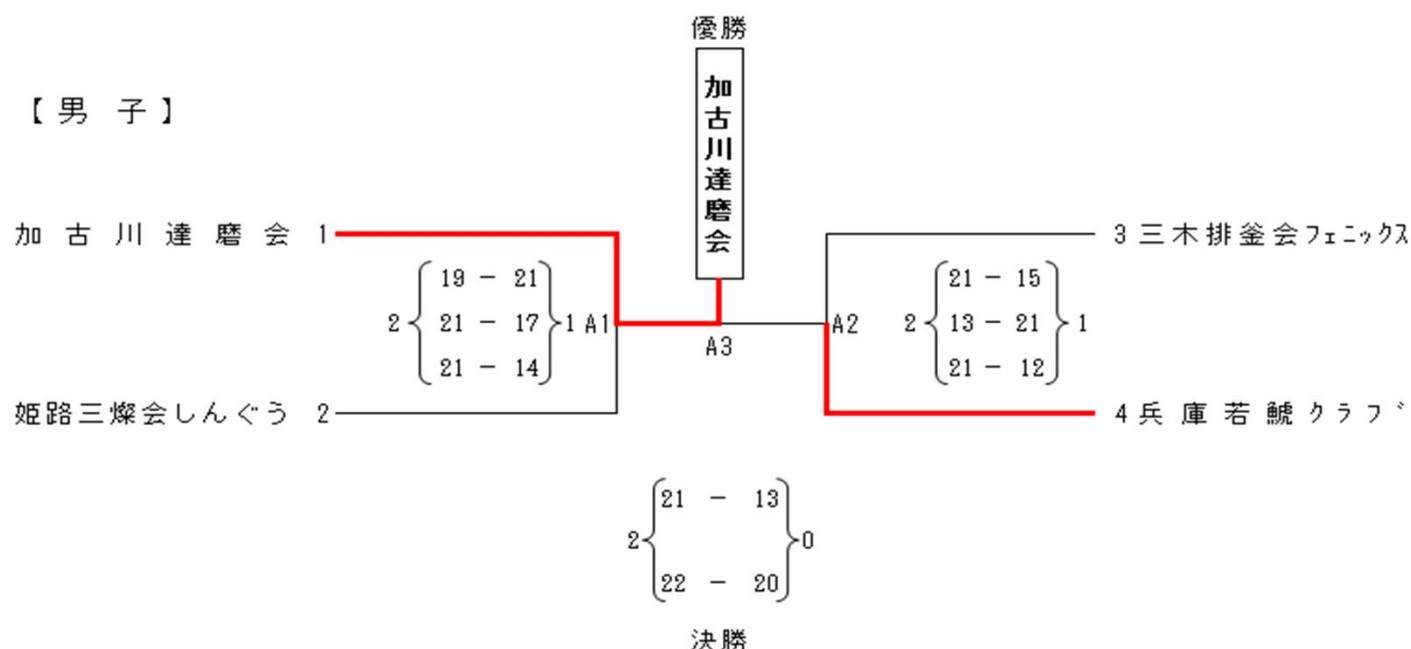 優勝
加古川達磨会
【男 子】
加古川達磨会 1
3 三木排釜会フェニックス
19 － 21
2 21 － 17 1 A1
21 － 14
A3
A2
21 － 15
2 13 － 21 1
21 － 12
姫路三燦会しんぐう 2
4 兵庫若鯱クラブ
21 － 13
2 0
22 － 20
決勝